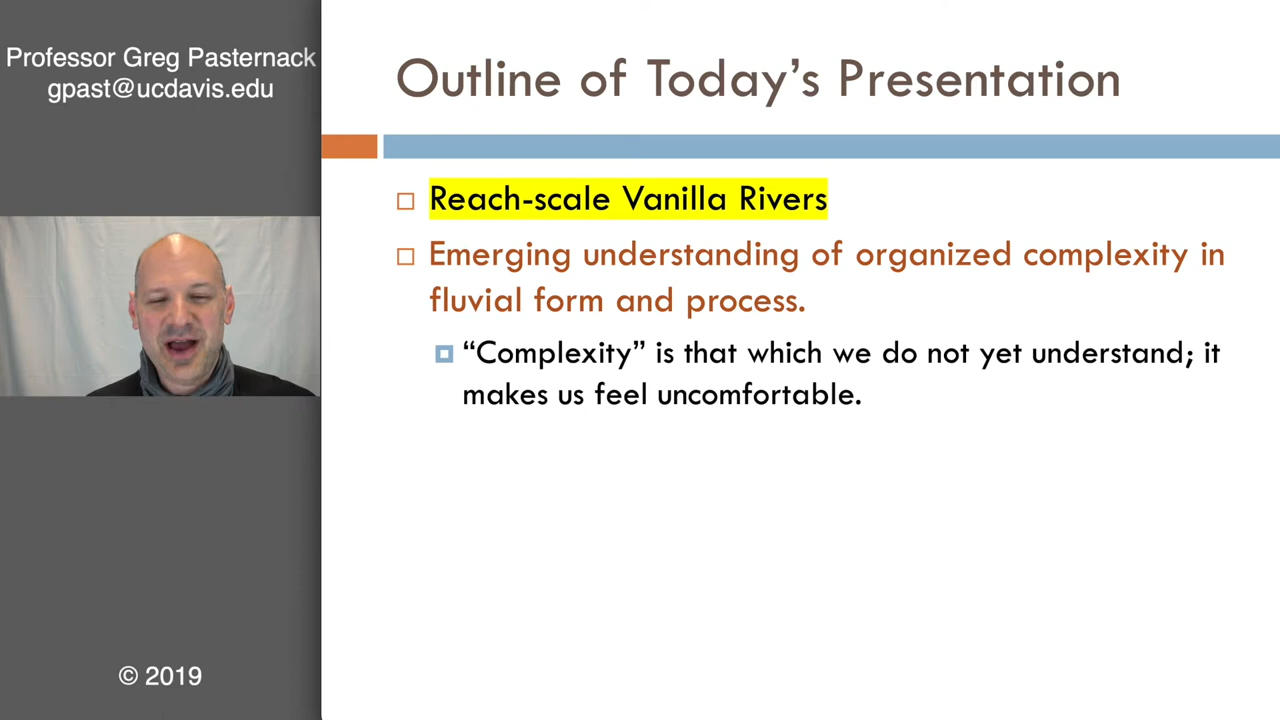 Professor Greg Pasternack
gpast@ucdavis.edu
Outline of Today’s Presentation
Reach-scale Vanilla Rivers
Emerging understanding of organized complexity in
fluvial form and process.
“Complexity” is that which we do not yet understand; it
makes us feel uncomfortable.
© 2019